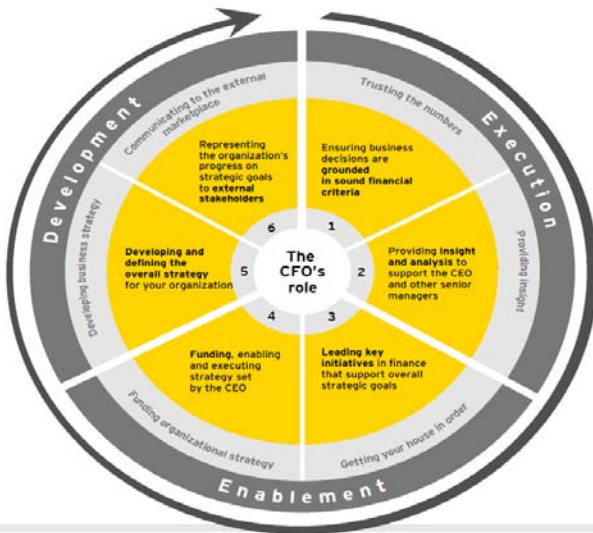 Development
Execution
Enablement
Communicating to the external
marketplace
Trusting the numbers
Providing insight
Getting your house in order
Funding organizational strategy
Developing business strategy
The
CFO's
role
1
Ensuring business
decisions are
grounded
in sound financial
criteria
2
Providing insight
and analysis to
support the CEO
and other senior
managers
3
Leading key
initiatives in finance
that support overall
strategic goals
4
Funding, enabling
and executing
strategy set
by the CEO
5
Developing and
defining the
overall strategy
for your organization
6
Representing
the organization's
progress on
strategic goals
to external
stakeholders